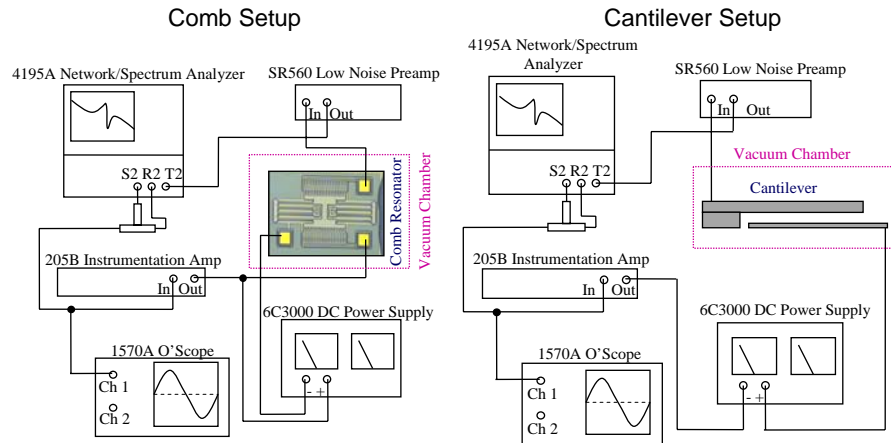 Comb Setup
4195A Network/Spectrum Analyzer
SR560 Low Noise Preamp
In Out
S2 R2 T2
Comb Resonator
Vacuum Chamber
205B Instrumentation Amp
In Out
6C3000 DC Power Supply
- +
1570A O'Scope
Ch 1
Ch 2
Cantilever Setup
4195A Network/Spectrum
Analyzer
SR560 Low Noise Preamp
In Out
S2 R2 T2
Vacuum Chamber
Cantilever
205B Instrumentation Amp
In Out
6C3000 DC Power Supply
- +
1570A O'Scope
Ch 1
Ch 2